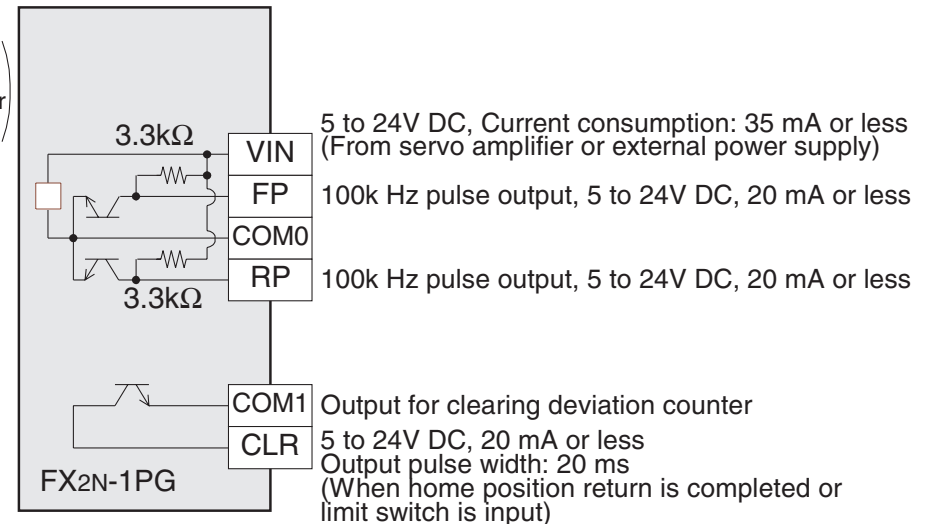 r
3.3kΩ
VIN
5 to 24V DC, Current consumption: 35 mA or less
(From servo amplifier or external power supply)
FP
100k Hz pulse output, 5 to 24V DC, 20 mA or less
COM0
RP
100k Hz pulse output, 5 to 24V DC, 20 mA or less
3.3kΩ
COM1
Output for clearing deviation counter
CLR
5 to 24V DC, 20 mA or less
Output pulse width: 20 ms
(When home position return is completed or
limit switch is input)
FX2N-1PG